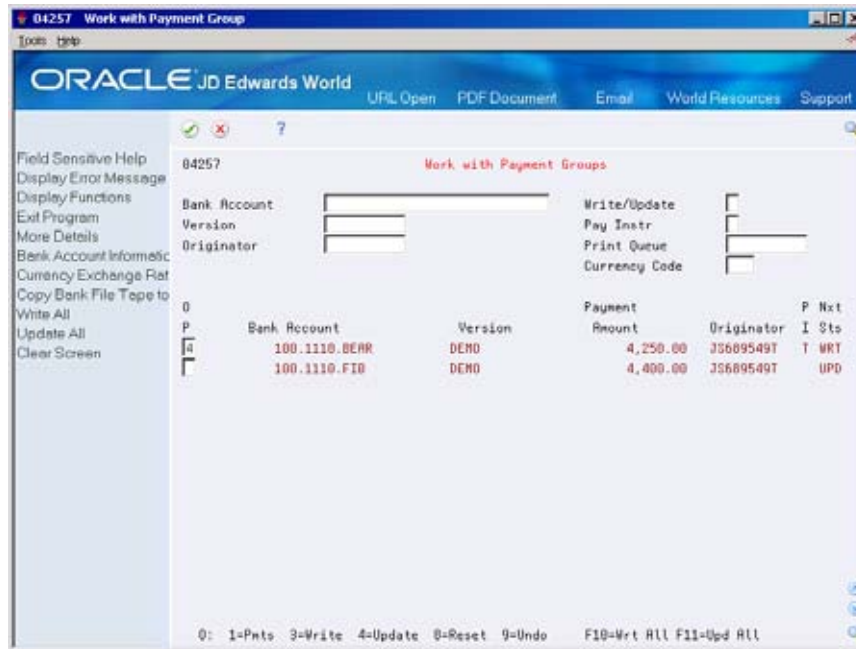 04257 Work with Payment Group
Tools Help
ORACLE JD Edwards World
URL Open PDF Document Email World Resources Support
Field Sensitive Help
Display Error Message
Display Functions
Exit Program
More Details
Bank Account Informatic
Currency Exchange Rat
Copy Bank File Tape to
Write All
Update All
Clear Screen
?
04257 Work with Payment Groups
Bank Account Write/Update
Version Pay Instr
Originator Print Queue
Currency Code
O Payment P Nxt
P Bank Account Version Amount Originator I Sts
4 100.1110.BEAR DEMO 4,250.00 JS689549T T WRT
100.1110.FIB DEMO 4,400.00 JS689549T UPD
O: 1=Pmts 3=Write 4=Update 8=Reset 9=Undo F10=Wrt All F11=Upd All